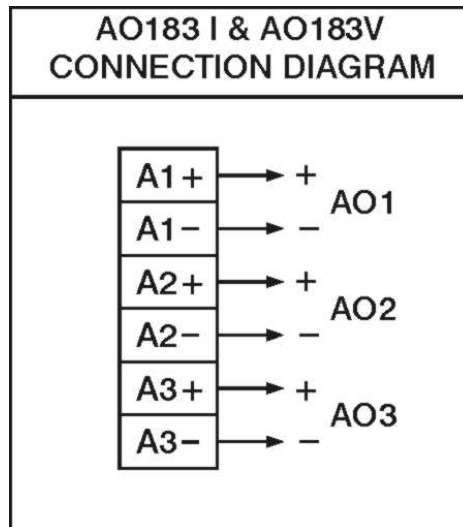 AO183 I & AO183V
CONNECTION DIAGRAM
A1+ +
AO1
A1- -
A2+ +
AO2
A2- -
A3+ +
AO3
A3- -